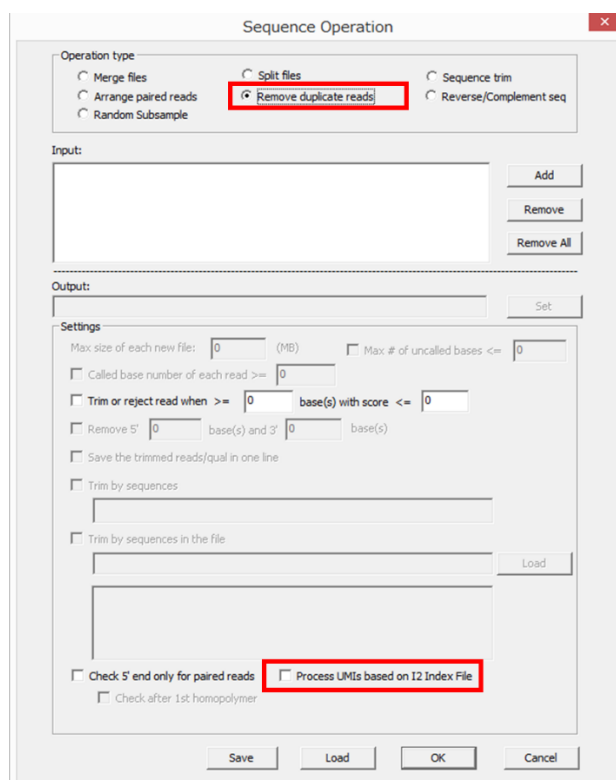 Sequence Operation
Operation type
Merge files Split files Sequence trim
Arrange paired reads Remove duplicate reads Reverse/Complement seq
Random Subsample
Input:
Add
Remove
Remove All
Output:
Set
Settings
Max size of each new file: 0 (MB) Max # of uncalled bases <= 0
Called base number of each read >= 0
Trim or reject read when >= 0 base(s) with score <= 0
Remove 5' 0 base(s) and 3' 0 base(s)
Save the trimmed reads/qual in one line
Trim by sequences
Trim by sequences in the file
Load
Check 5' end only for paired reads Process UMIs based on I2 Index File
Check after 1st homopolymer
Save Load OK Cancel